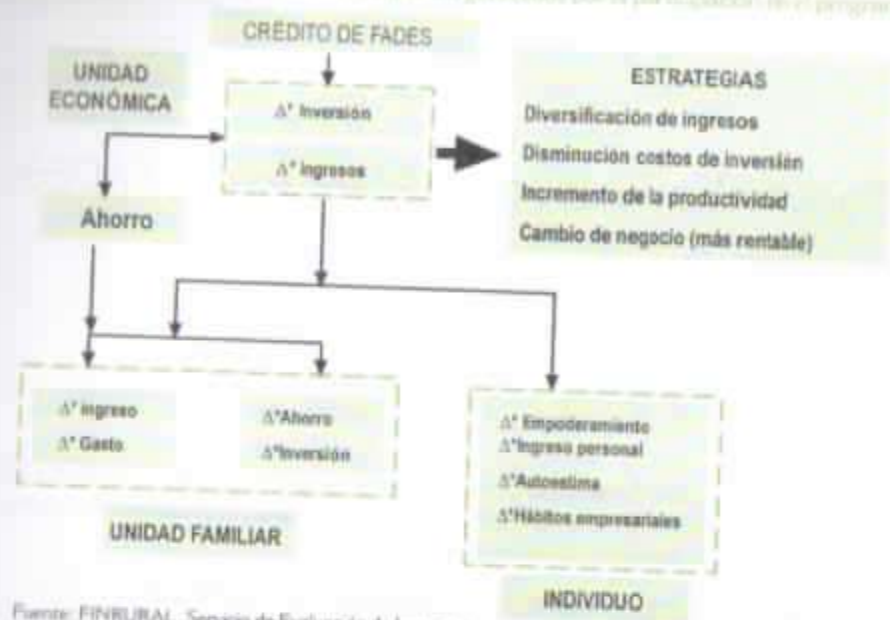 CRÉDITO DE FADES
UNIDAD
ECONÓMICA
Δ⁺ Inversión
Δ⁺ ingresos
ESTRATEGIAS
Diversificación de ingresos
Disminución costos de inversión
Incremento de la productividad
Cambio de negocio (más rentable)
Ahorro
Δ⁺ ingreso
Δ⁺ Gasto
Δ⁺Ahorro
Δ⁺Inversión
UNIDAD FAMILIAR
Δ⁺ Empoderamiento
Δ⁺Ingreso personal
Δ⁺Autoestima
Δ⁺Hábitos empresariales
INDIVIDUO
Fuente: FINRURAL, Servicio de